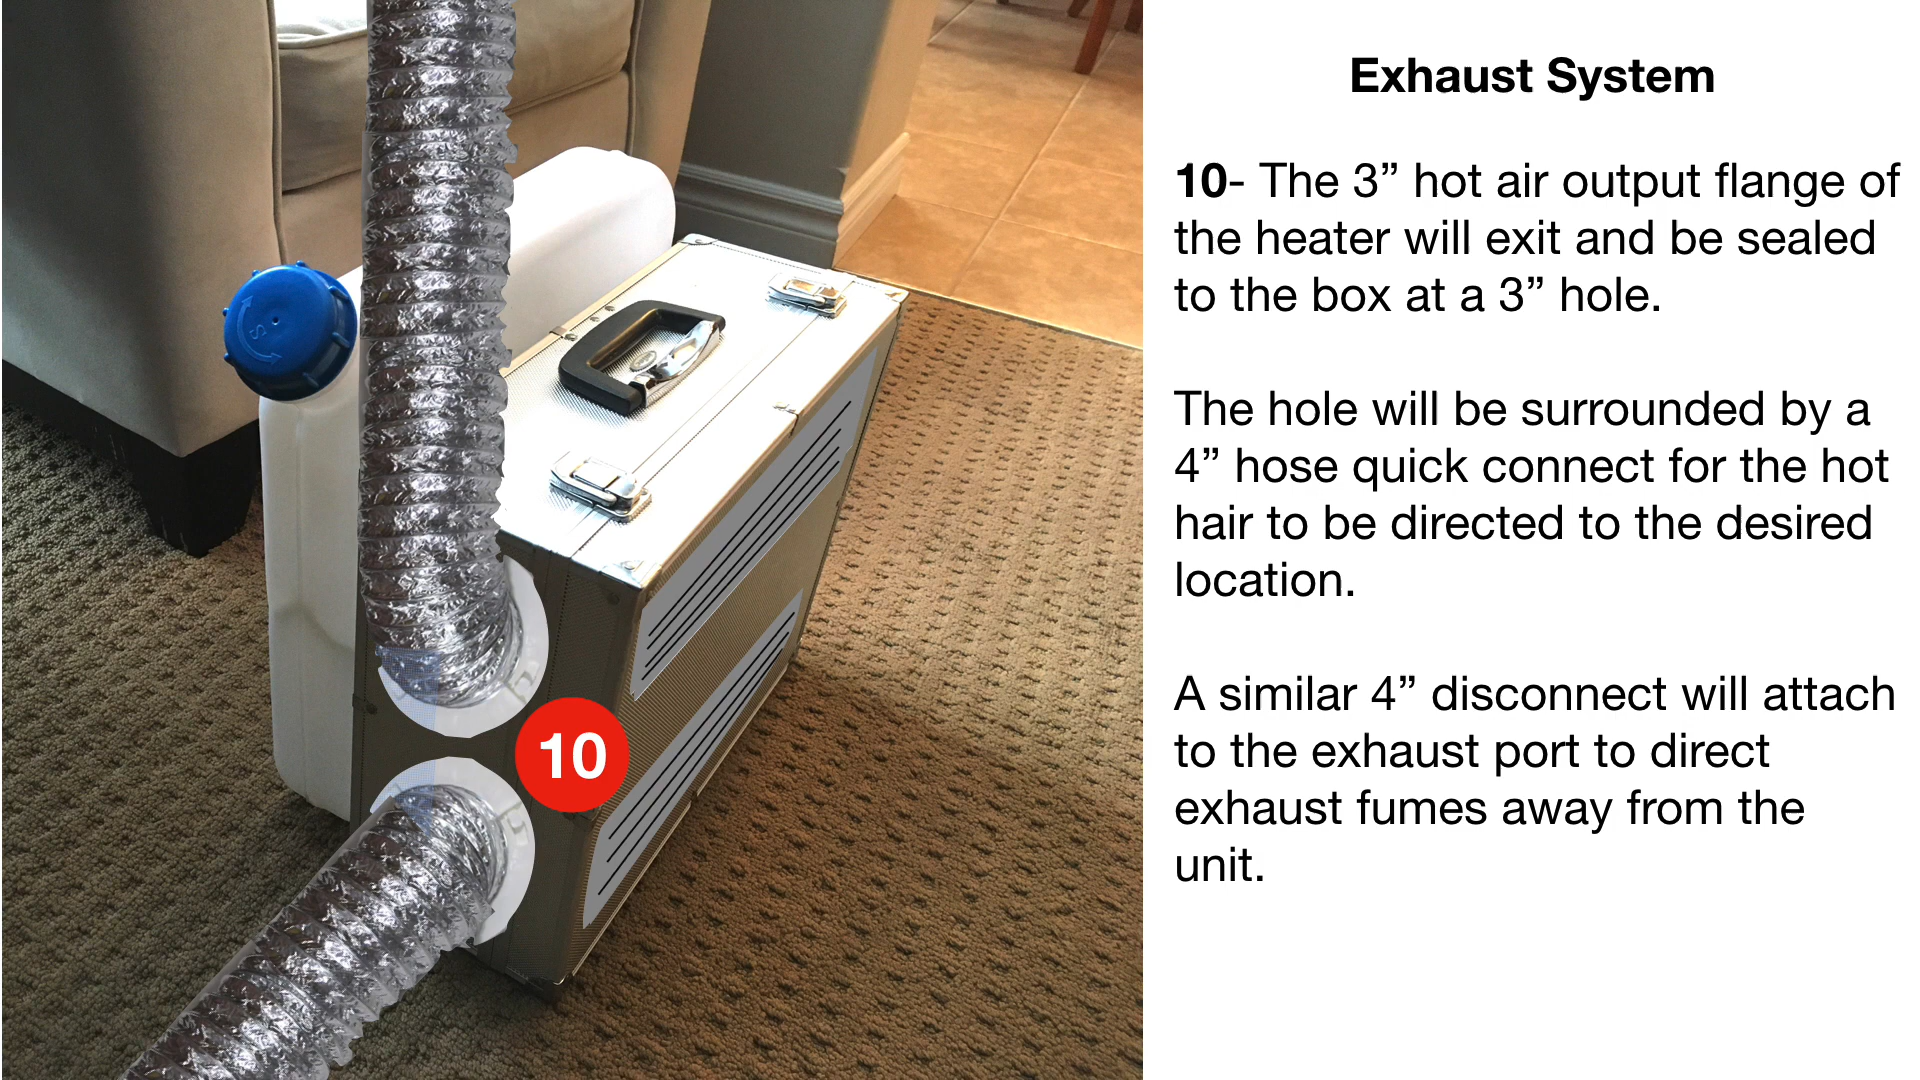 Exhaust System
10- The 3” hot air output flange of
the heater will exit and be sealed
to the box at a 3” hole.
The hole will be surrounded by a
4” hose quick connect for the hot
hair to be directed to the desired
location.
A similar 4” disconnect will attach
to the exhaust port to direct
exhaust fumes away from the
unit.
10